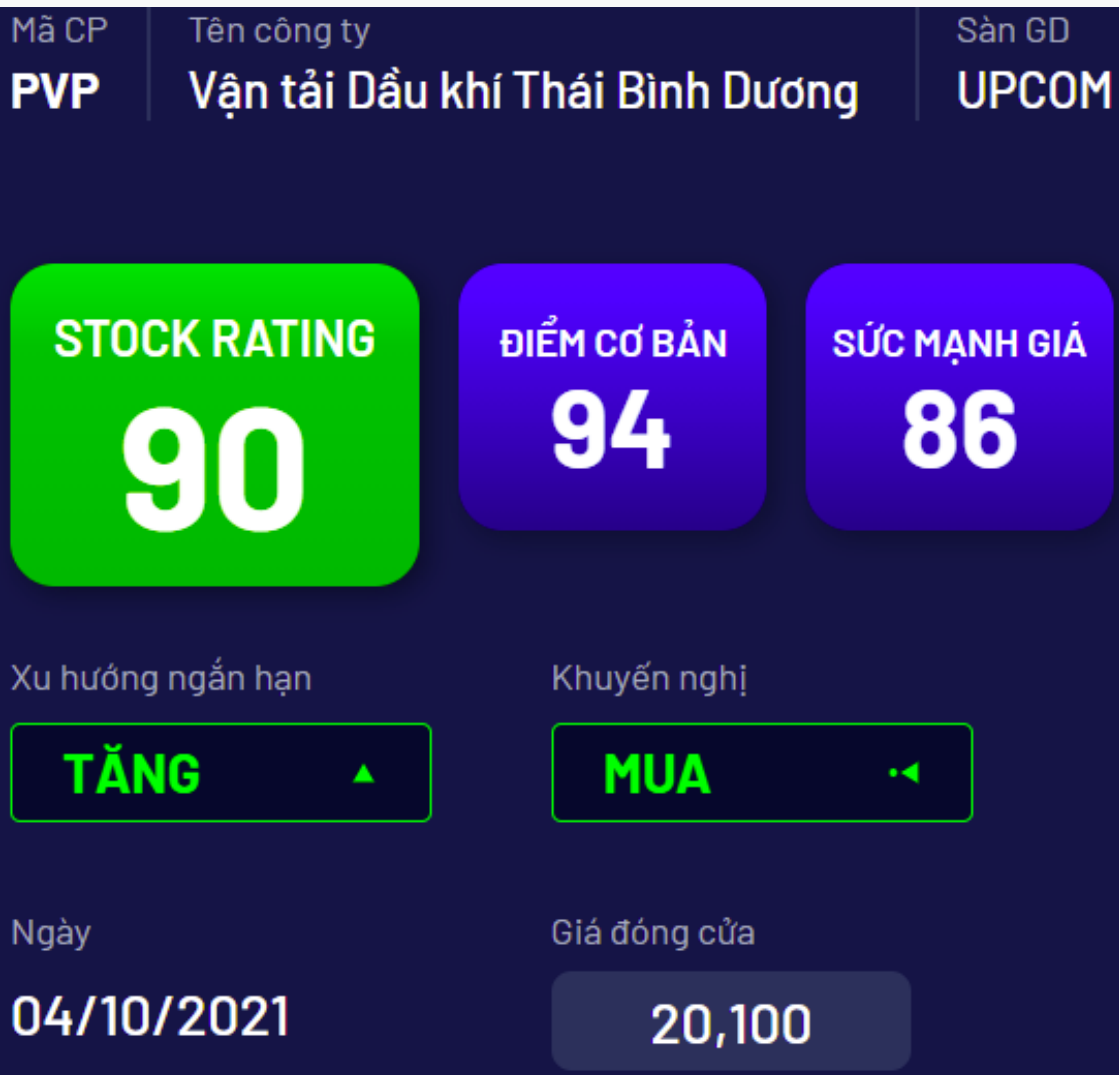 Mã CP Tên công ty Sàn GD
PVP Vận tải Dầu khí Thái Bình Dương UPCOM
STOCK RATING ĐIỂM CƠ BẢN SỨC MẠNH GIÁ
90 94 86
Xu hướng ngắn hạn Khuyến nghị
TĂNG MUA
Ngày Giá đóng cửa
04/10/2021 20,100